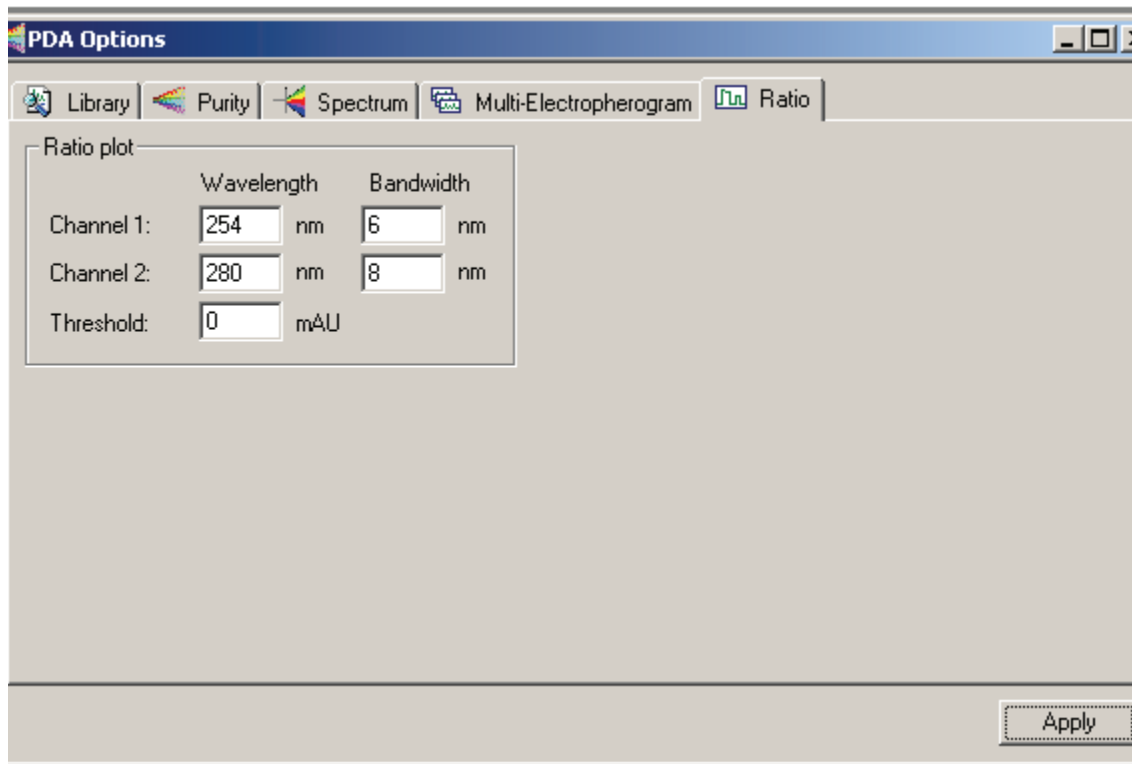 PDA Options
Library Purity Spectrum Multi-Electropherogram Ratio
Ratio plot
Wavelength Bandwidth
Channel 1: 254 nm 6 nm
Channel 2: 280 nm 8 nm
Threshold: 0 mAU
Apply